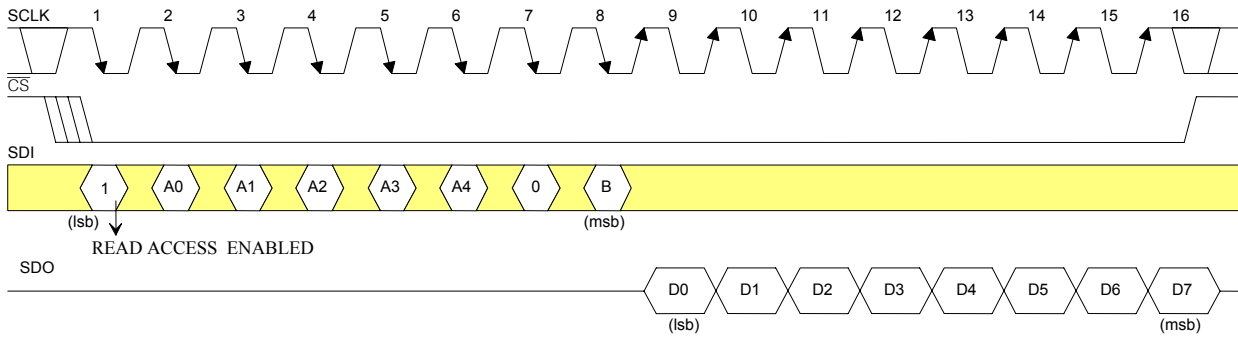 SCLK 1 2 3 4 5 6 7 8 9 10 11 12 13 14 15 16
CS
SDI
1 A0 A1 A2 A3 A4 0 B
(lsb) (msb)
READ ACCESS ENABLED
SDO
D0 D1 D2 D3 D4 D5 D6 D7
(lsb) (msb)